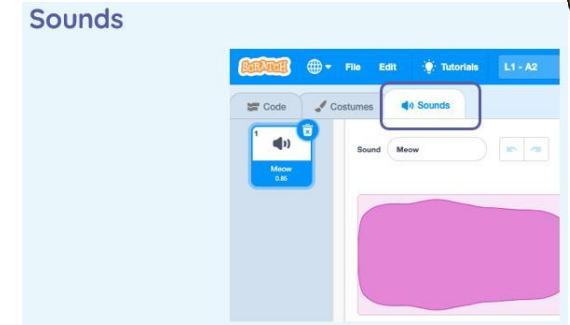 Sounds
SCRATCH File Edit Tutorials L1 - A2
Code Costumes Sounds
1
Sound Meow
Meow
0.85